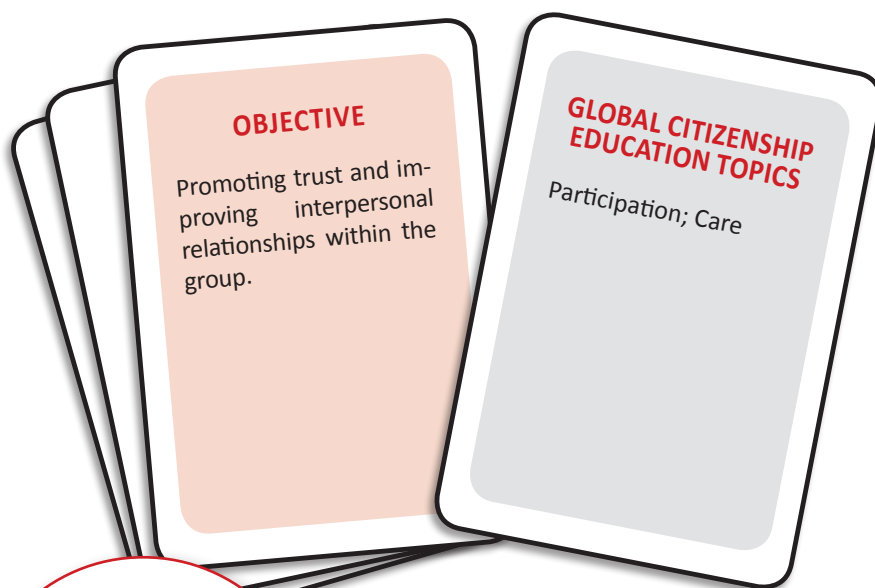 OBJECTIVE
Promoting trust and im-
proving interpersonal
relationships within the
group.
GLOBAL CITIZENSHIP
EDUCATION TOPICS
Participation; Care